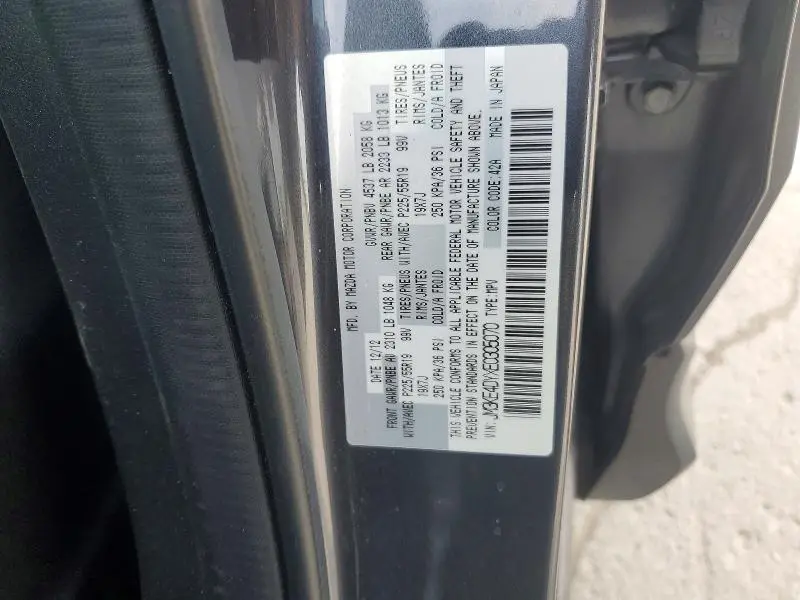 MFD. BY MAZDA MOTOR CORPORATION
DATE 12/12 GVWR/PNBV 4537 LB 2058 KG
FRONT GAWR/PNBE AV 2310 LB 1048 KG REAR GAWR/PNBE AR 2233 LB 1013 KG
WITH/AVEC P225/55R19 99V TIRES/PNEUS WITH/AVEC P225/55R19 99V TIRES/PNEUS
19X7J RIMS/JANTES 19X7J RIMS/JANTES
250 KPA/36 PSI COLD/A FROID 250 KPA/36 PSI COLD/A FROID
THIS VEHICLE CONFORMS TO ALL APPLICABLE FEDERAL MOTOR VEHICLE SAFETY AND THEFT
PREVENTION STANDARDS IN EFFECT ON THE DATE OF MANUFACTURE SHOWN ABOVE.
VIN: JM3KE4DYXE0305070 TYPE:MPV COLOR CODE:42A MADE IN JAPAN